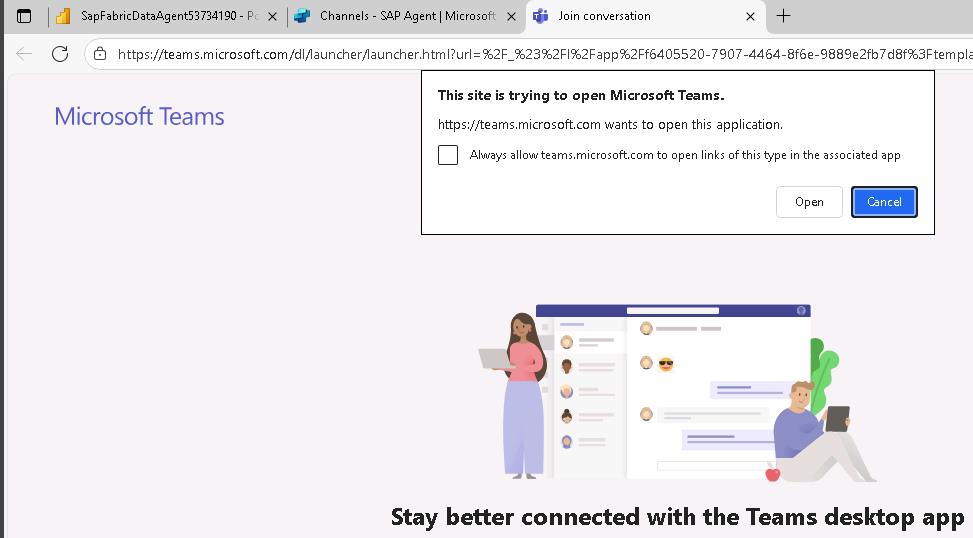 SapFabricDataAgent53734190 - Po
Channels - SAP Agent | Microsoft
Join conversation
https://teams.microsoft.com/dl/launcher/launcher.html?url=%2F_%23%2Fl%2Fapp%2Ff6405520-7907-4464-8f6e-9889e2fb7d8f%3Ftempla
Microsoft Teams
This site is trying to open Microsoft Teams.
https://teams.microsoft.com wants to open this application.
Always allow teams.microsoft.com to open links of this type in the associated app
Open
Cancel
Stay better connected with the Teams desktop app